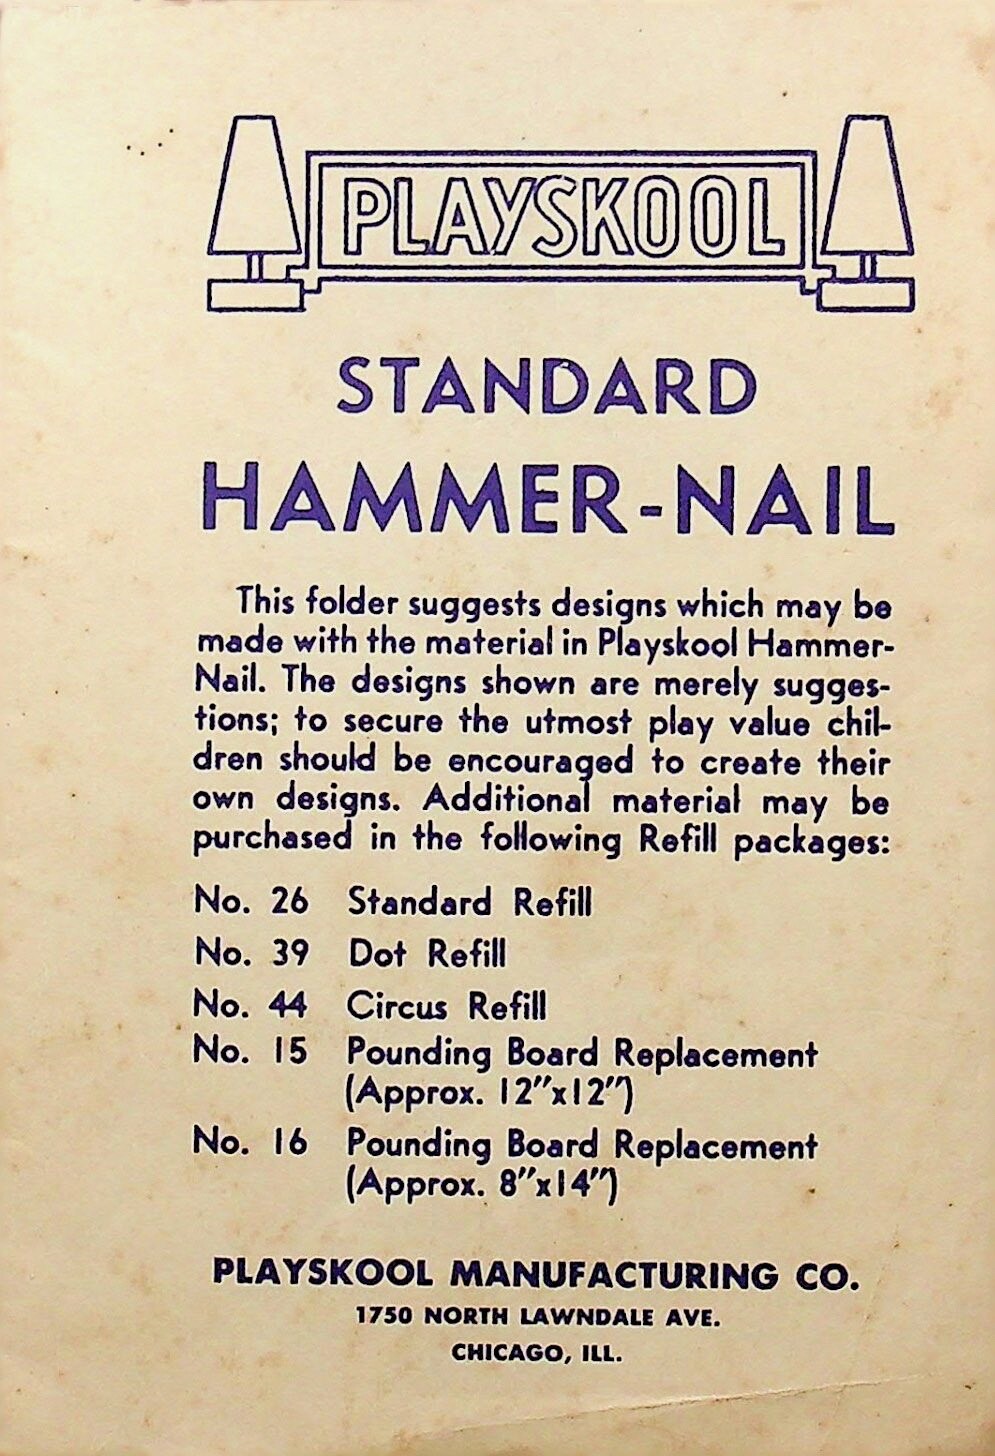 PLAYSKOOL
STANDARD
HAMMER-NAIL
This folder suggests designs which may be
made with the material in Playskool Hammer-
Nail. The designs shown are merely sugges-
tions; to secure the utmost play value chil-
dren should be encouraged to create their
own designs. Additional material may be
purchased in the following Refill packages:
No. 26 Standard Refill
No. 39 Dot Refill
No. 44 Circus Refill
No. 15 Pounding Board Replacement
(Approx. 12"x12")
No. 16 Pounding Board Replacement
(Approx. 8"x14")
PLAYSKOOL MANUFACTURING CO.
1750 NORTH LAWNDALE AVE.
CHICAGO, ILL.